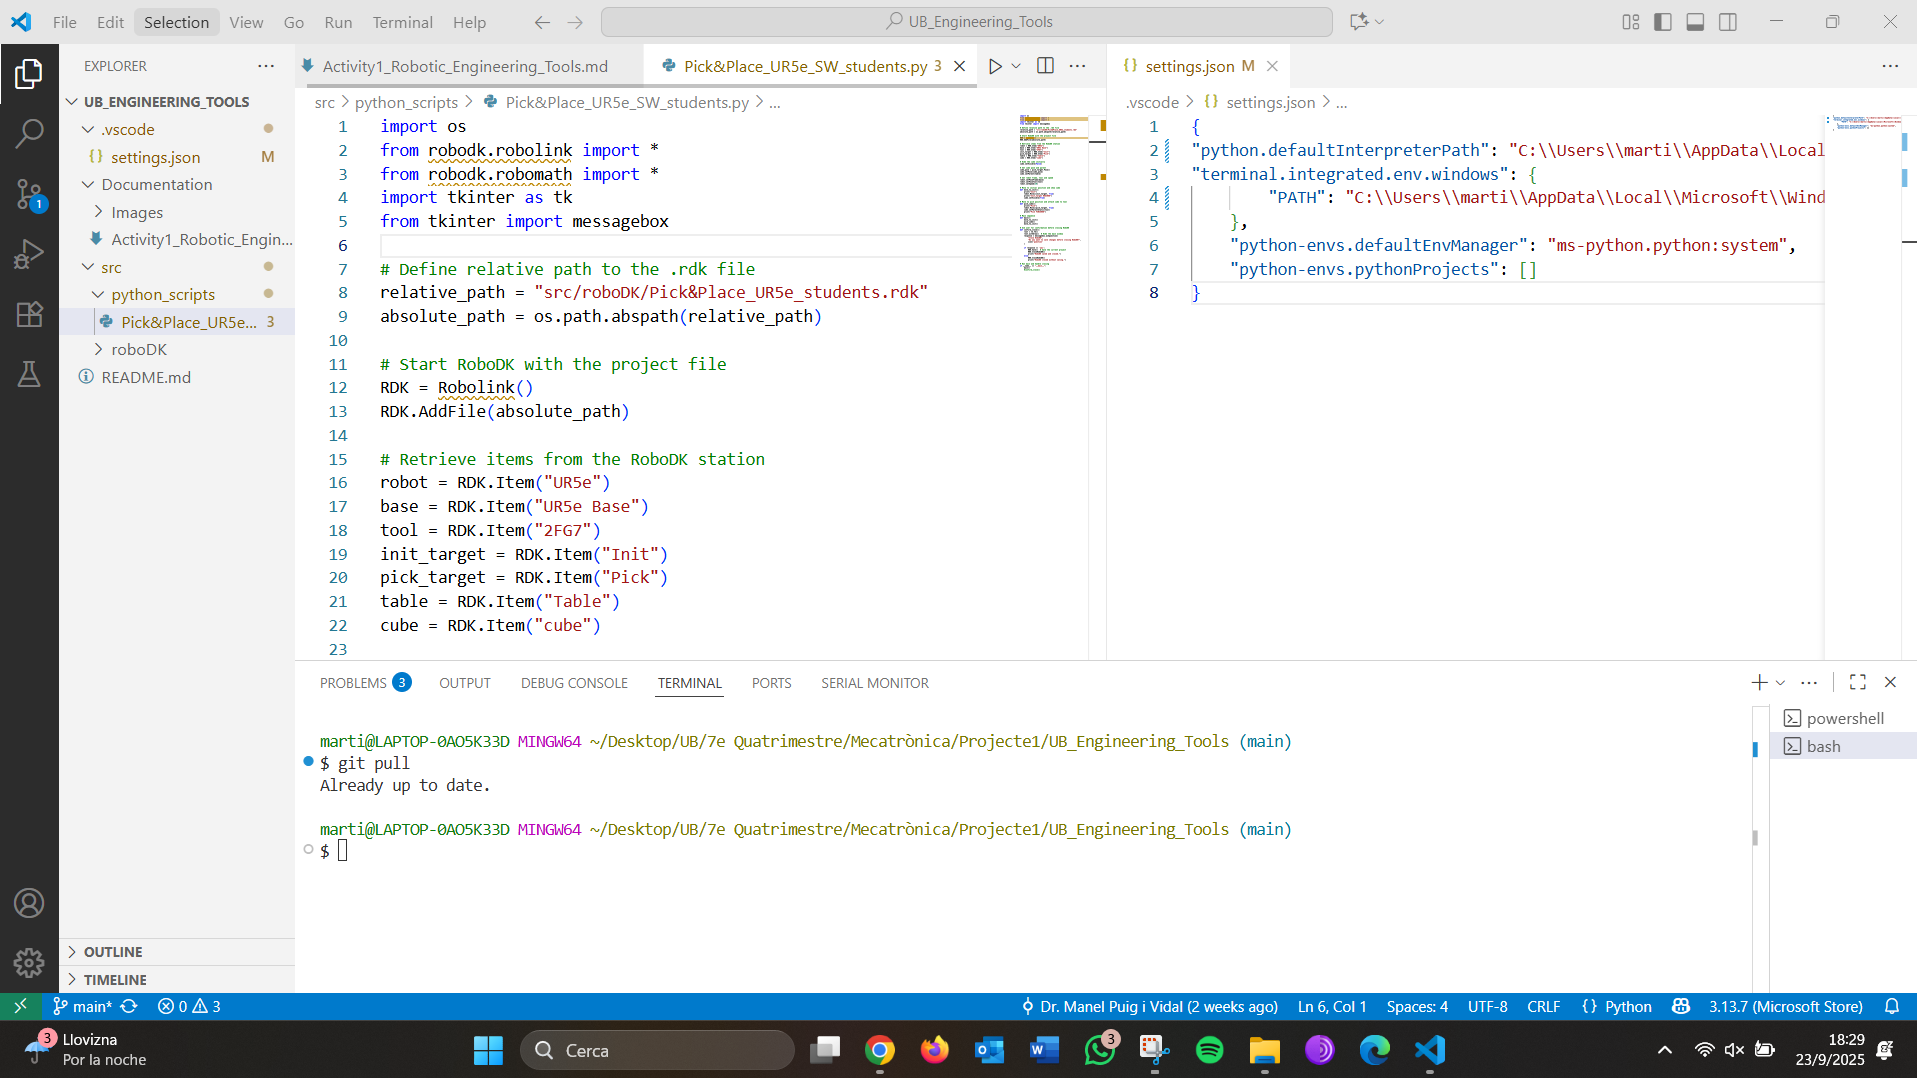 File Edit Selection View Go Run Terminal Help
UB_Engineering_Tools
EXPLORER
UB_ENGINEERING_TOOLS
.vscode
settings.json M
Documentation
Images
Activity1_Robotic_Engin...
src
python_scripts
Pick&Place_UR5e... 3
roboDK
README.md
OUTLINE
TIMELINE
1
Activity1_Robotic_Engineering_Tools.md
Pick&Place_UR5e_SW_students.py 3
src > python_scripts > Pick&Place_UR5e_SW_students.py > ...
1 import os
2 from robodk.robolink import *
3 from robodk.robomath import *
4 import tkinter as tk
5 from tkinter import messagebox
6
7 # Define relative path to the .rdk file
8 relative_path = "src/roboDK/Pick&Place_UR5e_students.rdk"
9 absolute_path = os.path.abspath(relative_path)
10
11 # Start RoboDK with the project file
12 RDK = Robolink()
13 RDK.AddFile(absolute_path)
14
15 # Retrieve items from the RoboDK station
16 robot = RDK.Item("UR5e")
17 base = RDK.Item("UR5e Base")
18 tool = RDK.Item("2FG7")
19 init_target = RDK.Item("Init")
20 pick_target = RDK.Item("Pick")
21 table = RDK.Item("Table")
22 cube = RDK.Item("cube")
23
settings.json M
.vscode > {} settings.json > ...
1 {
2 "python.defaultInterpreterPath": "C:\\Users\\marti\\AppData\\Local
3 "terminal.integrated.env.windows": {
4 "PATH": "C:\\Users\\marti\\AppData\\Local\\Microsoft\\Wind
5 },
6 "python-envs.defaultEnvManager": "ms-python.python:system",
7 "python-envs.pythonProjects": []
8 }
PROBLEMS 3 OUTPUT DEBUG CONSOLE TERMINAL PORTS SERIAL MONITOR
marti@LAPTOP-0AO5K33D MINGW64 ~/Desktop/UB/7e Quatrimestre/Mecatrònica/Projecte1/UB_Engineering_Tools (main)
$ git pull
Already up to date.
marti@LAPTOP-0AO5K33D MINGW64 ~/Desktop/UB/7e Quatrimestre/Mecatrònica/Projecte1/UB_Engineering_Tools (main)
$
powershell
bash
main* 0 3 Dr. Manel Puig i Vidal (2 weeks ago) Ln 6, Col 1 Spaces: 4 UTF-8 CRLF {} Python 3.13.7 (Microsoft Store)
3
Llovizna
Por la noche
Cerca
3
18:29
23/9/2025